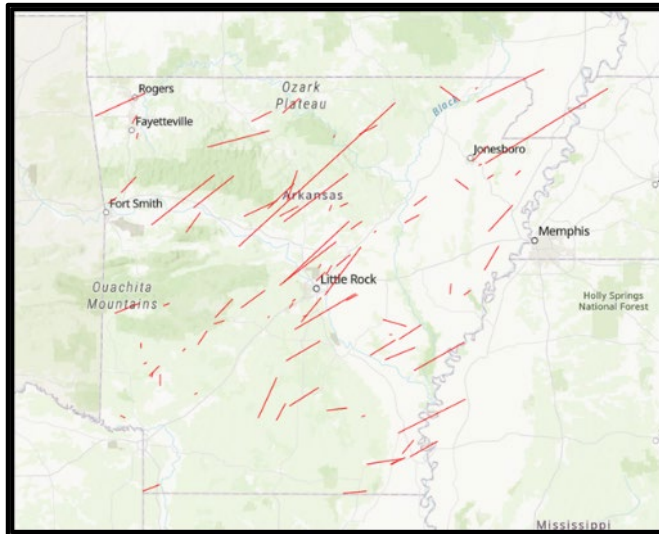 Rogers
Ozark
Plateau
Black
Fayetteville
Jonesboro
Arkansas
Fort Smith
Memphis
Ouachita
Mountains
Little Rock
Holly Springs
National Forest
Mississippi